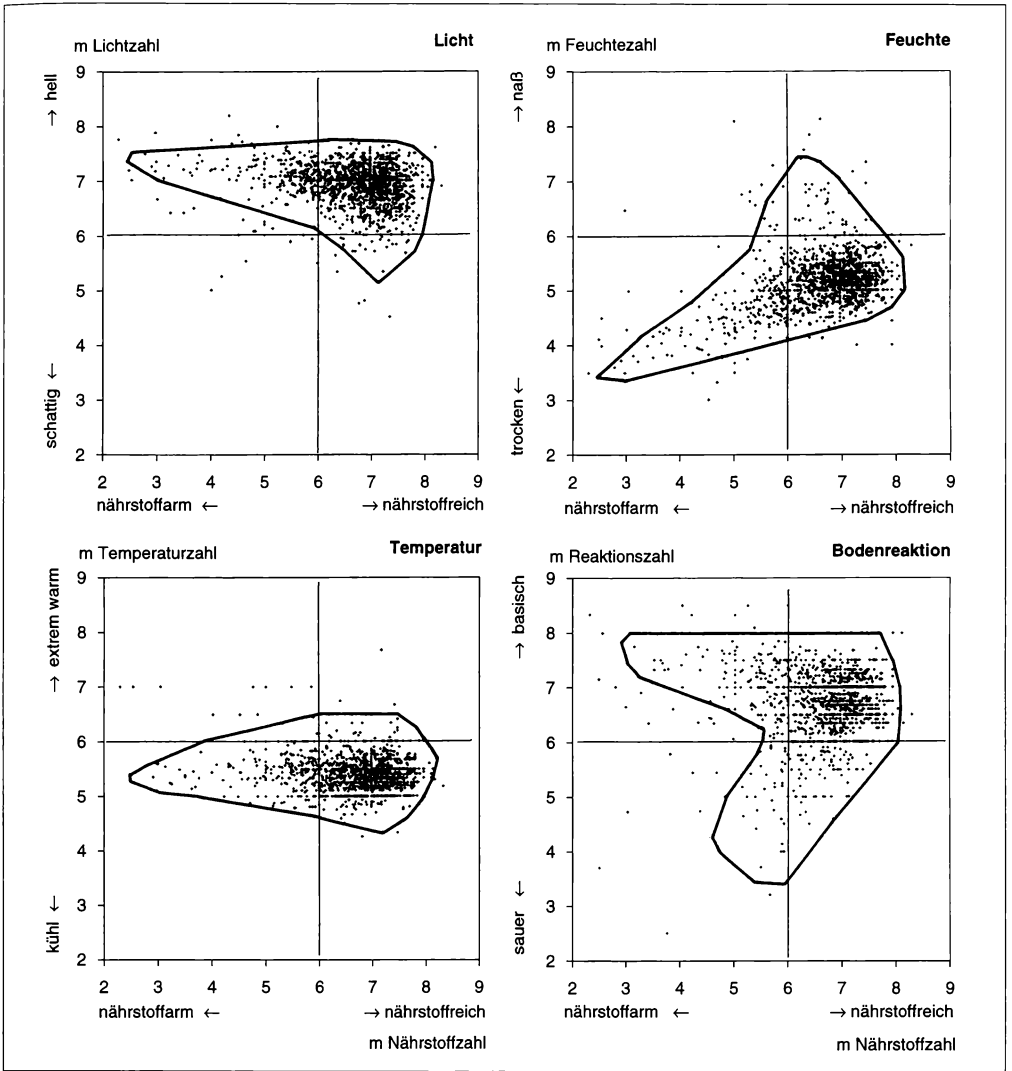 m Lichtzahl
Licht
→ hell
schattig ←
9
8
7
6
5
4
3
2
2 3 4 5 6 7 8 9
nährstoffarm ←
→ nährstoffreich
m Feuchtezahl
Feuchte
→ naß
trocken ←
9
8
7
6
5
4
3
2
2 3 4 5 6 7 8 9
nährstoffarm ←
→ nährstoffreich
m Temperaturzahl
Temperatur
→ extrem warm
kühl ←
9
8
7
6
5
4
3
2
2 3 4 5 6 7 8 9
nährstoffarm ←
→ nährstoffreich
m Nährstoffzahl
m Reaktionszahl
Bodenreaktion
→ basisch
sauer ←
9
8
7
6
5
4
3
2
2 3 4 5 6 7 8 9
nährstoffarm ←
→ nährstoffreich
m Nährstoffzahl